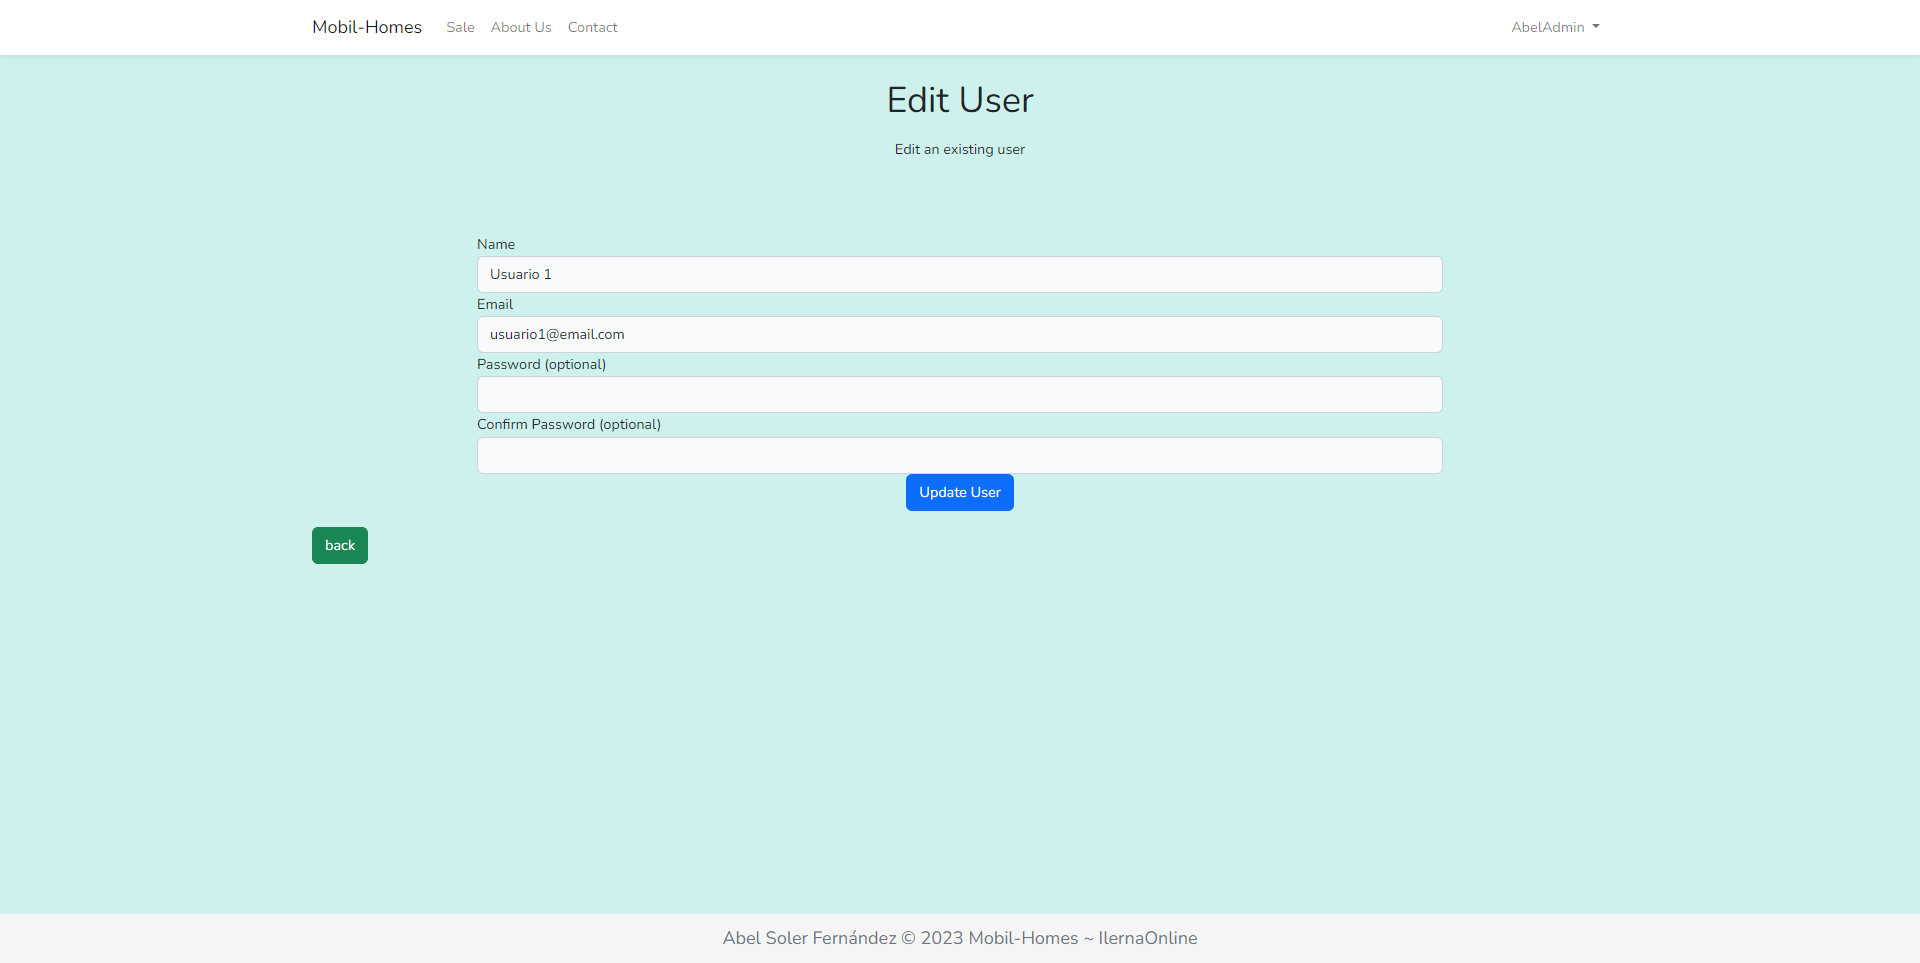 Mobil-Homes Sale About Us Contact AbelAdmin
Edit User
Edit an existing user
Name
Usuario 1
Email
usuario1@email.com
Password (optional)
Confirm Password (optional)
Update User
back
Abel Soler Fernández © 2023 Mobil-Homes ~ IlernaOnline